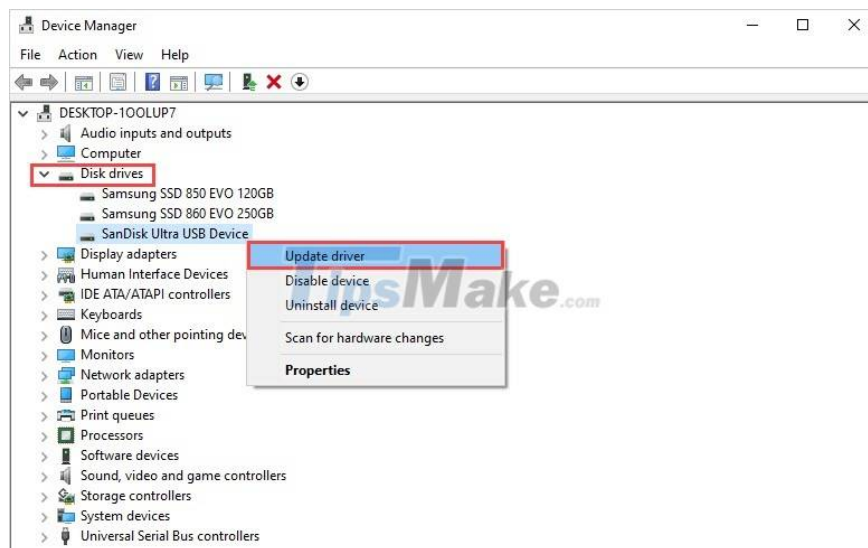 Device Manager
File Action View Help
DESKTOP-1OOLUP7
Audio inputs and outputs
Computer
Disk drives
Samsung SSD 850 EVO 120GB
Samsung SSD 860 EVO 250GB
SanDisk Ultra USB Device
Display adapters
Human Interface Devices
IDE ATA/ATAPI controllers
Keyboards
Mice and other pointing dev
Monitors
Network adapters
Portable Devices
Print queues
Processors
Software devices
Sound, video and game controllers
Storage controllers
System devices
Universal Serial Bus controllers
Update driver
Disable device
Uninstall device
Scan for hardware changes
Properties
TipsMake.com